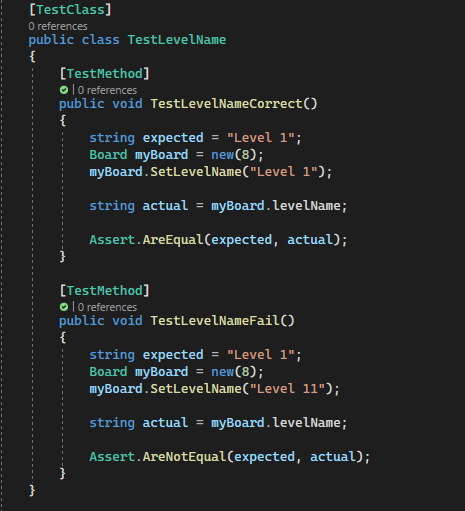 [TestClass]
0 references
public class TestLevelName
{
[TestMethod]
| 0 references
public void TestLevelNameCorrect()
{
string expected = "Level 1";
Board myBoard = new(8);
myBoard.SetLevelName("Level 1");
string actual = myBoard.levelName;
Assert.AreEqual(expected, actual);
}
[TestMethod]
| 0 references
public void TestLevelNameFail()
{
string expected = "Level 1";
Board myBoard = new(8);
myBoard.SetLevelName("Level 11");
string actual = myBoard.levelName;
Assert.AreNotEqual(expected, actual);
}
}